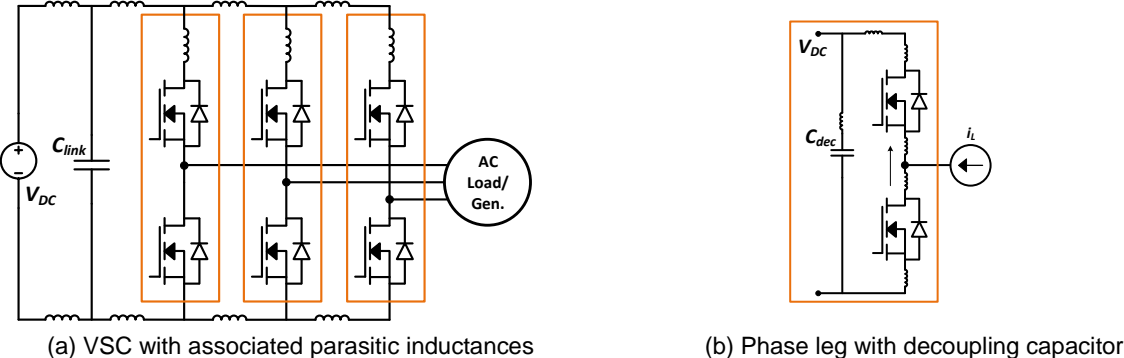 C_link
+
−
V_DC
AC
Load/
Gen.
V_DC
C_dec
i_L
(a) VSC with associated parasitic inductances
(b) Phase leg with decoupling capacitor